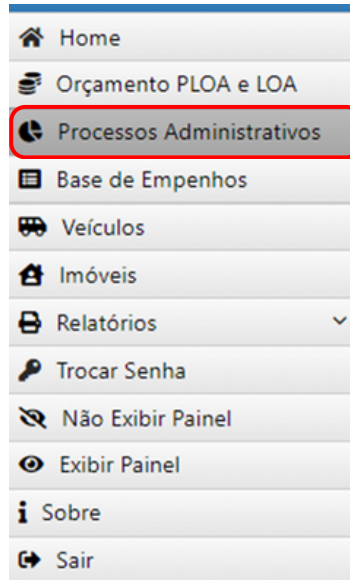 Home
Orçamento PLOA e LOA
Processos Administrativos
Base de Empenhos
Veículos
Imóveis
Relatórios
Trocar Senha
Não Exibir Painel
Exibir Painel
Sobre
Sair